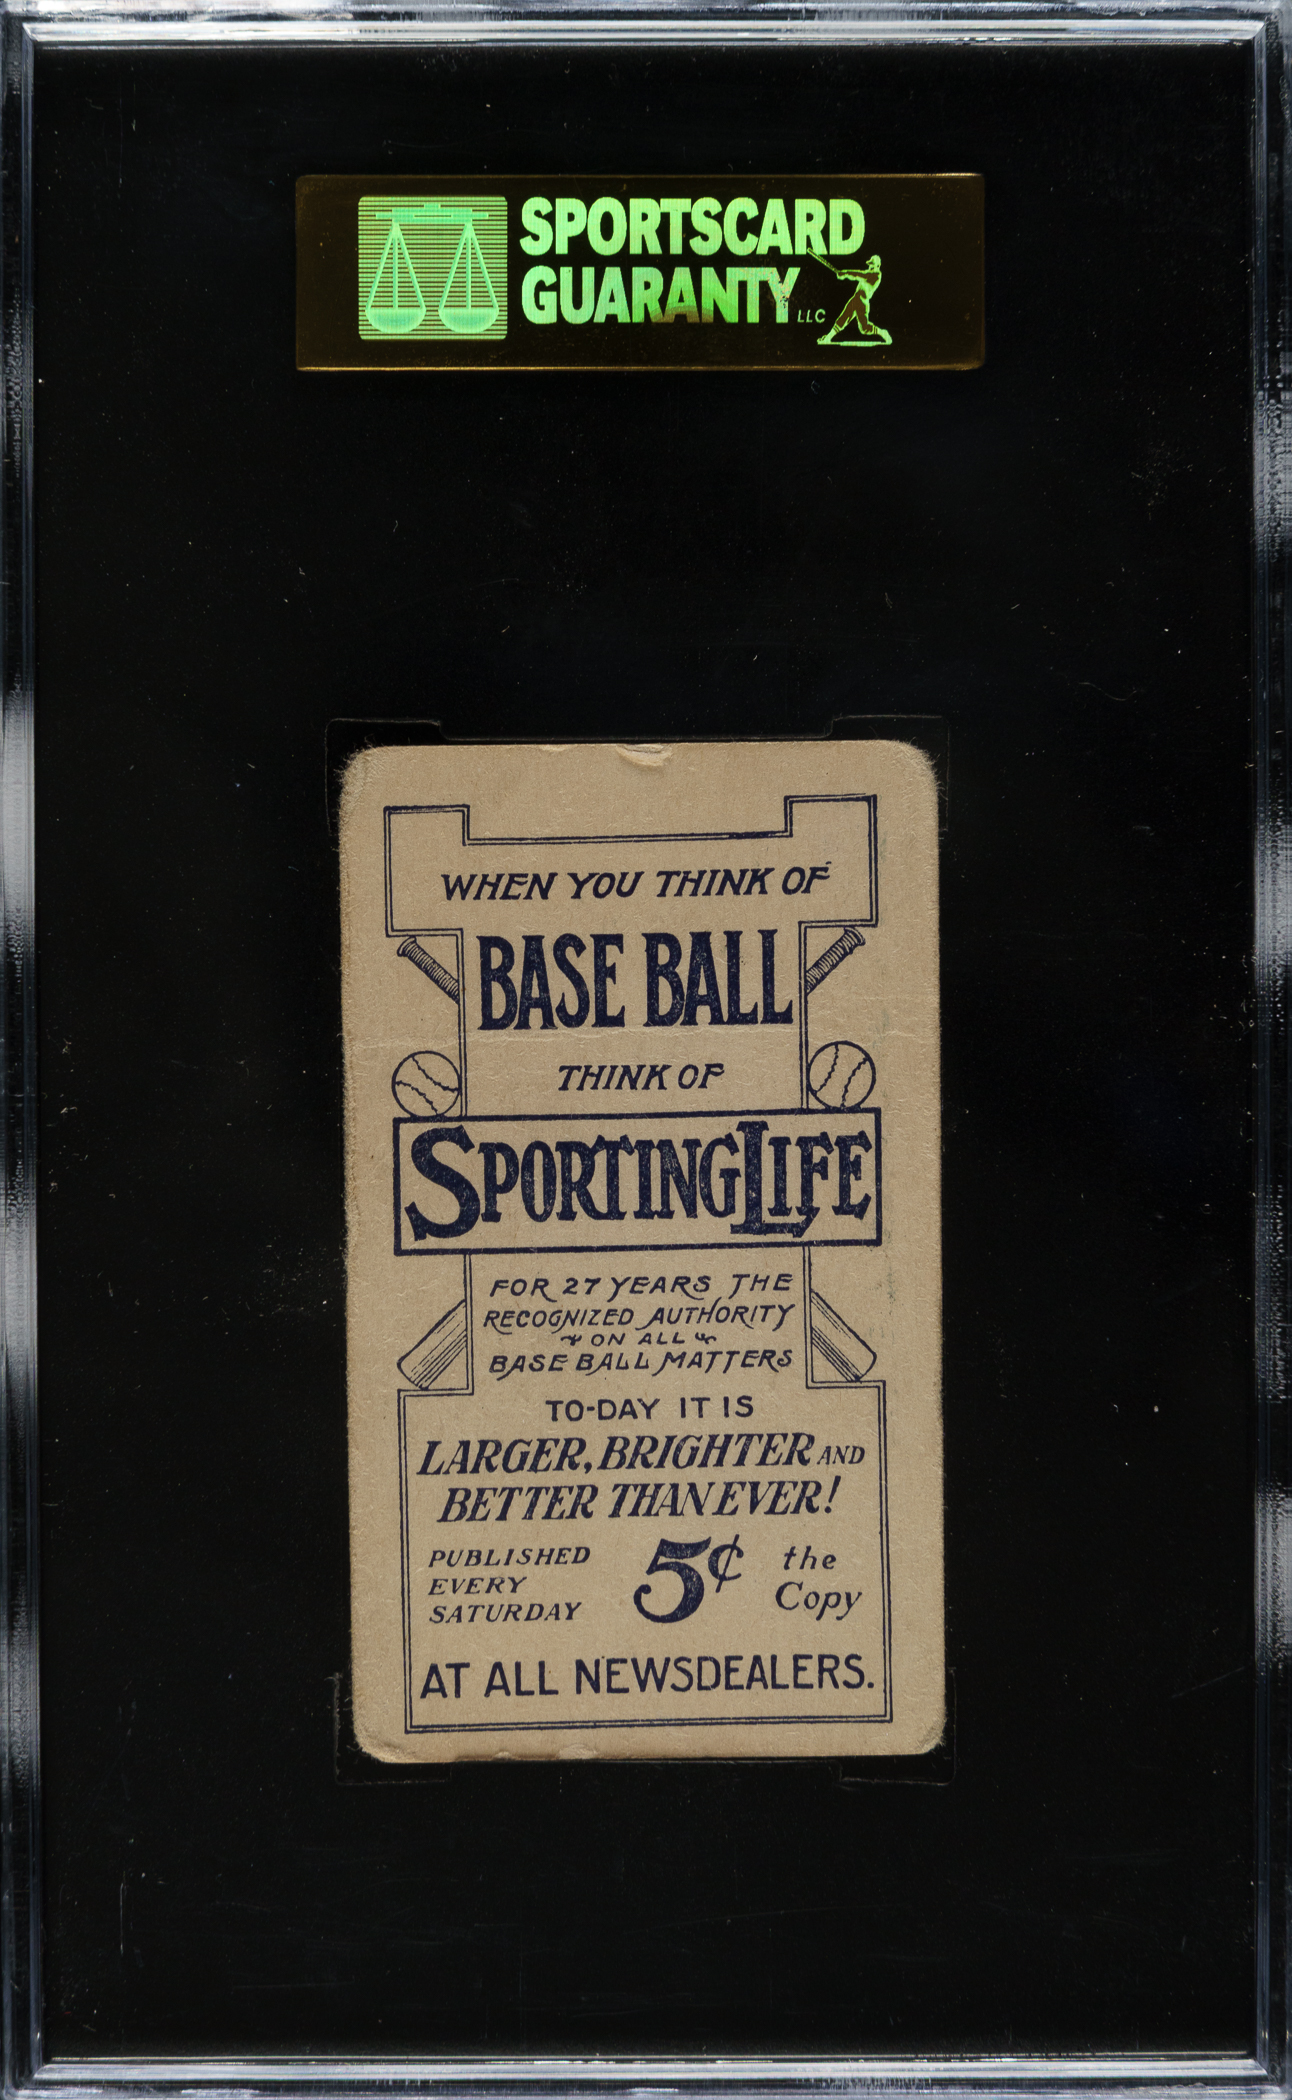 SPORTSCARD
GUARANTY LLC
WHEN YOU THINK OF
BASE BALL
THINK OF
SPORTING LIFE
FOR 27 YEARS THE
RECOGNIZED AUTHORITY
ON ALL
BASE BALL MATTERS
TO-DAY IT IS
LARGER, BRIGHTER AND
BETTER THAN EVER!
PUBLISHED
EVERY
SATURDAY
5¢
the
Copy
AT ALL NEWSDEALERS.